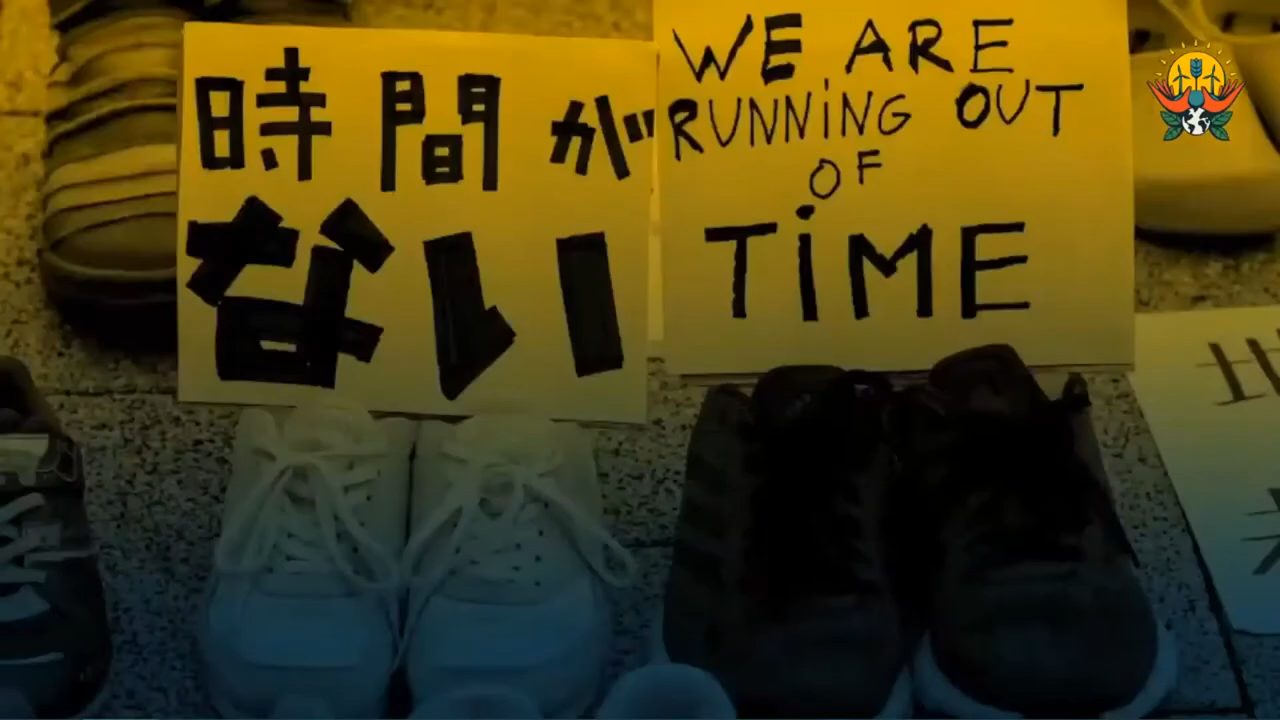 時間が
ない
WE ARE
RUNNING OUT
OF
TIME